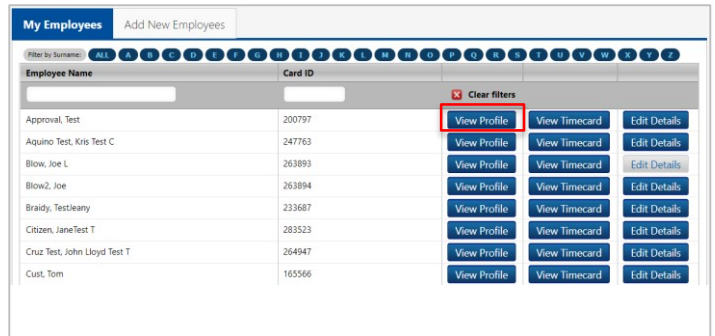 My Employees Add New Employees
Filter by Surname: ALL A B C D E F G H I J K L M N O P Q R S T U V W X Y Z
Employee Name Card ID
Clear filters
Approval, Test 200797 View Profile View Timecard Edit Details
Aquino Test, Kris Test C 247763 View Profile View Timecard Edit Details
Blow, Joe L 263893 View Profile View Timecard Edit Details
Blow2, Joe 263894 View Profile View Timecard Edit Details
Braidy, TestJeany 233687 View Profile View Timecard Edit Details
Citizen, JaneTest T 283523 View Profile View Timecard Edit Details
Cruz Test, John Lloyd Test T 264947 View Profile View Timecard Edit Details
Cust, Tom 165566 View Profile View Timecard Edit Details